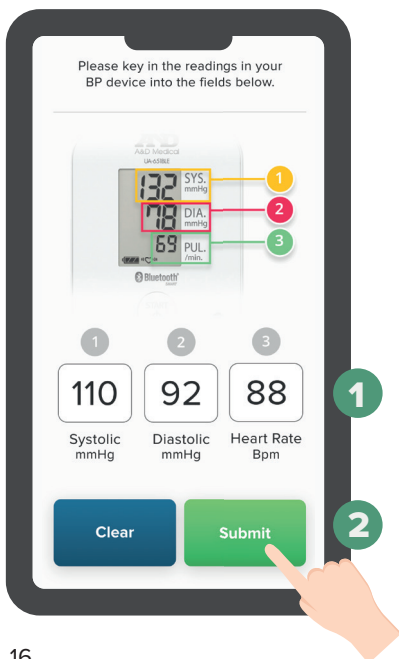 Please key in the readings in your
BP device into the fields below.
A&D Medical
UA-651BLE
132 SYS. mmHg 1
78 DIA. mmHg 2
69 PUL. /min. 3
Bluetooth®
1 2 3
110 92 88 1
Systolic Diastolic Heart Rate
mmHg mmHg Bpm
Clear Submit 2
16